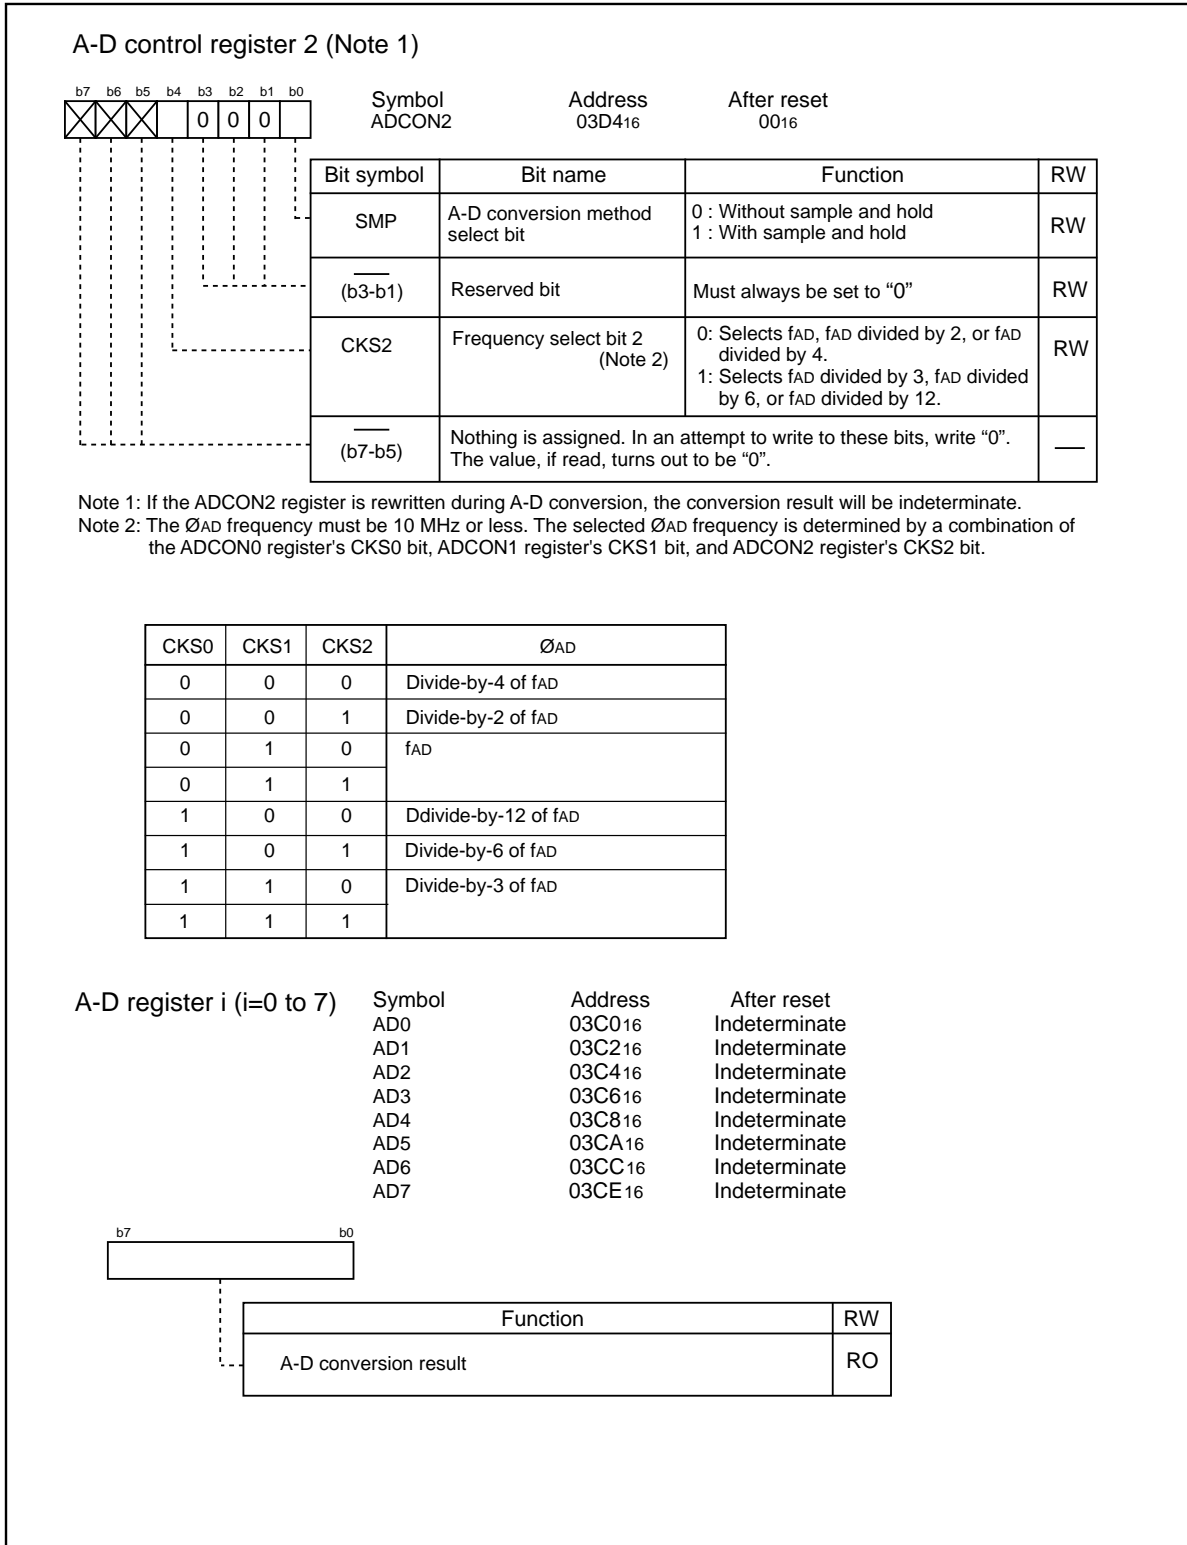 A-D control register 2 (Note 1)
b7 b6 b5 b4 b3 b2 b1 b0
0 0 0
Symbol Address After reset
ADCON2 03D416 0016
Bit symbol Bit name Function RW
SMP A-D conversion method select bit 0 : Without sample and hold RW
1 : With sample and hold
(b3-b1) Reserved bit Must always be set to “0” RW
CKS2 Frequency select bit 2 (Note 2) 0: Selects fAD, fAD divided by 2, or fAD RW
divided by 4.
1: Selects fAD divided by 3, fAD divided
by 6, or fAD divided by 12.
(b7-b5) Nothing is assigned. In an attempt to write to these bits, write “0”. —
The value, if read, turns out to be “0”.
Note 1: If the ADCON2 register is rewritten during A-D conversion, the conversion result will be indeterminate.
Note 2: The ØAD frequency must be 10 MHz or less. The selected ØAD frequency is determined by a combination of
the ADCON0 register's CKS0 bit, ADCON1 register's CKS1 bit, and ADCON2 register's CKS2 bit.
CKS0 CKS1 CKS2 ØAD
0 0 0 Divide-by-4 of fAD
0 0 1 Divide-by-2 of fAD
0 1 0 fAD
0 1 1
1 0 0 Ddivide-by-12 of fAD
1 0 1 Divide-by-6 of fAD
1 1 0 Divide-by-3 of fAD
1 1 1
A-D register i (i=0 to 7) Symbol Address After reset
AD0 03C016 Indeterminate
AD1 03C216 Indeterminate
AD2 03C416 Indeterminate
AD3 03C616 Indeterminate
AD4 03C816 Indeterminate
AD5 03CA16 Indeterminate
AD6 03CC16 Indeterminate
AD7 03CE16 Indeterminate
b7 b0
Function RW
A-D conversion result RO